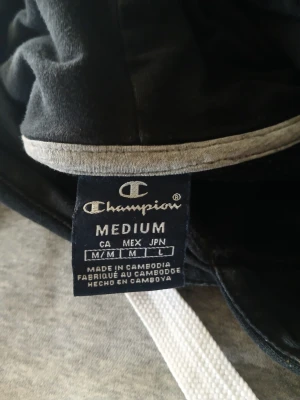 Champion®
MEDIUM
CA MEX JPN
M/M M L
MADE IN CAMBODIA
FABRIQUÉ AU CAMBODGE
HECHO EN CAMBOYA